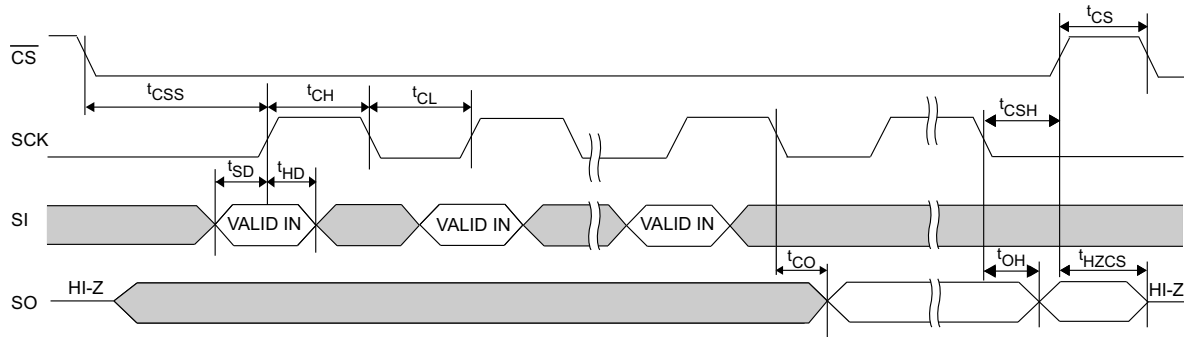 tCS
CS
tCSS
tCH
tCL
tCSH
SCK
tSD
tHD
SI
VALID IN
VALID IN
VALID IN
tCO
tOH
tHZCS
SO
HI-Z
HI-Z